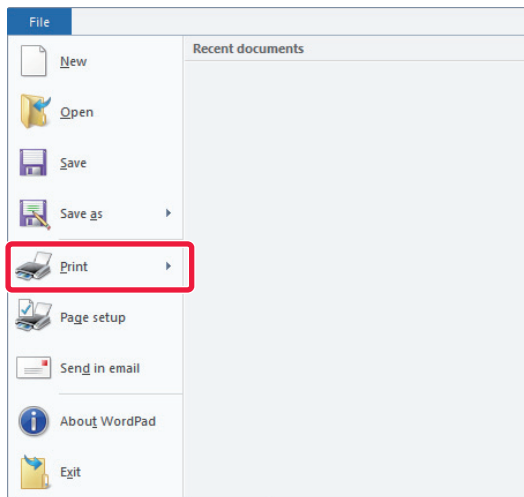 File
Recent documents
New
Open
Save
Save as
Print
Page setup
Send in email
About WordPad
Exit